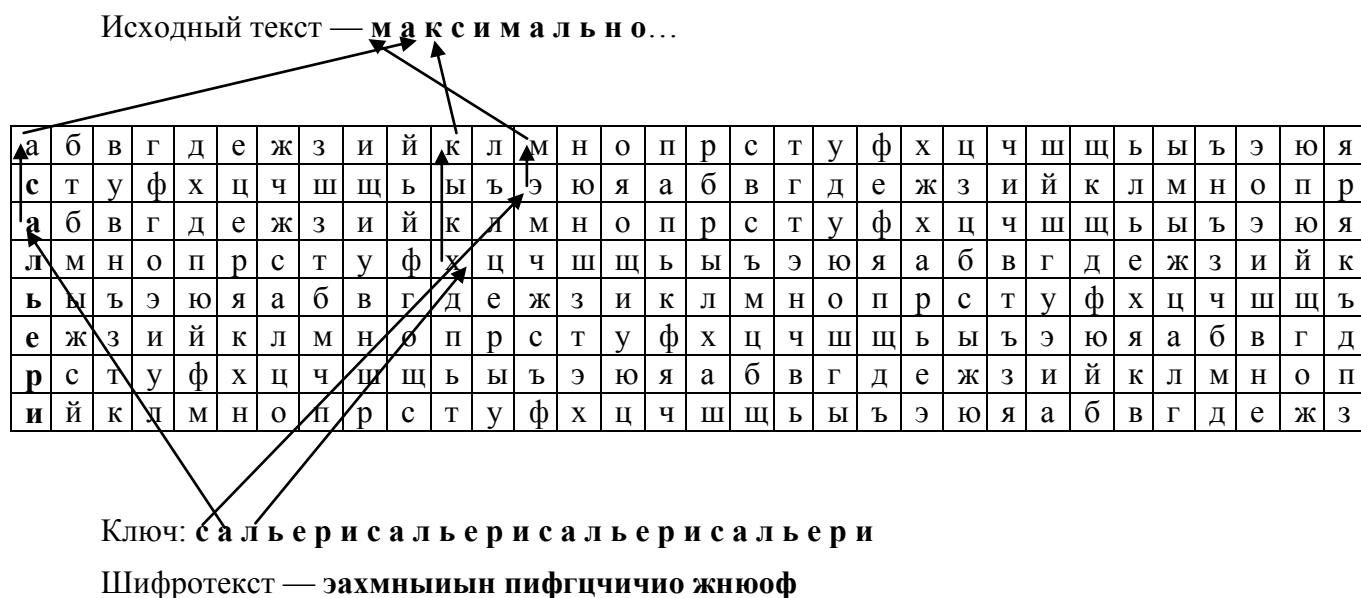 Исходный текст — м а к с и м а л ь н о…
а б в г д е ж з и й к л м н о п р с т у ф х ц ч ш щ ь ы ъ э ю я
с т у ф х ц ч ш щ ь ы ъ э ю я а б в г д е ж з и й к л м н о п р
а б в г д е ж з и й к л м н о п р с т у ф х ц ч ш щ ь ы ъ э ю я
л м н о п р с т у ф х ц ч ш щ ь ы ъ э ю я а б в г д е ж з и й к
ь ы ъ э ю я а б в г д е ж з и к л м н о п р с т у ф х ц ч ш щ ъ
е ж з и й к л м н о п р с т у ф х ц ч ш щ ь ы ъ э ю я а б в г д
р с т у ф х ц ч ш щ ь ы ъ э ю я а б в г д е ж з и й к л м н о п
и й к л м н о п р с т у ф х ц ч ш щ ь ы ъ э ю я а б в г д е ж з
Ключ: с а л ь е р и с а л ь е р и с а л ь е р и с а л ь е р и
Шифротекст — эахмныиын пифгцчичио жнюоф